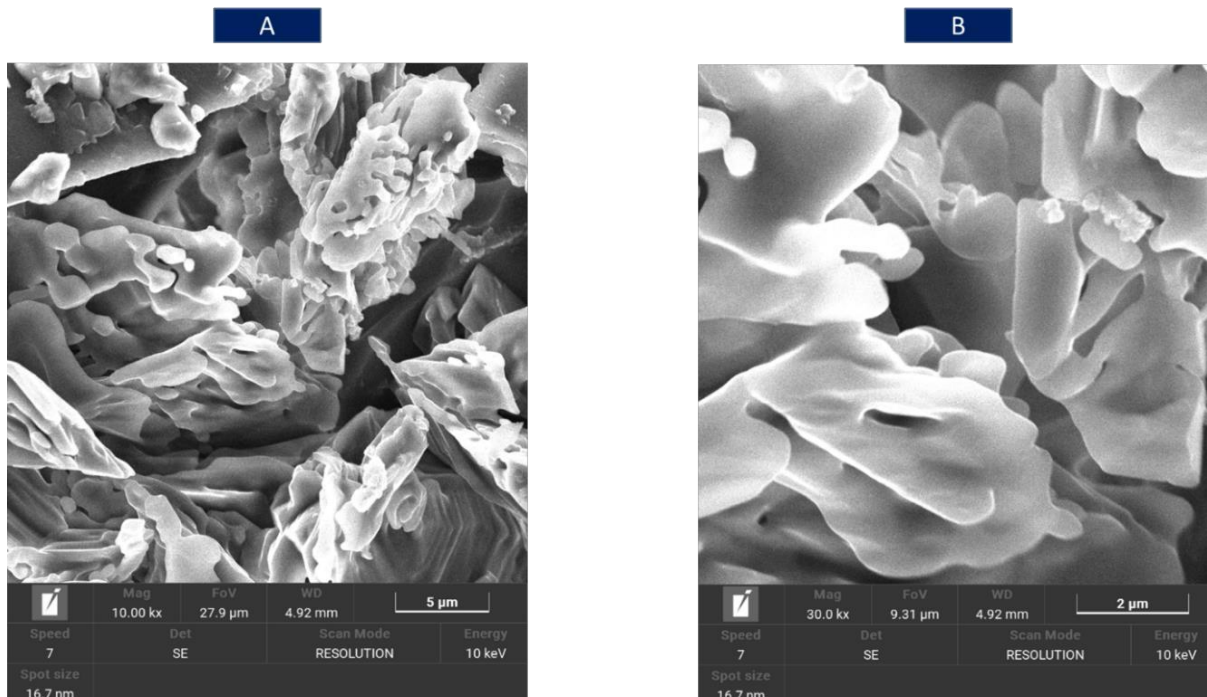 A
B
Mag FoV WD
10.00 kx 27.9 µm 4.92 mm
5 µm
Speed Det Scan Mode Energy
7 SE RESOLUTION 10 keV
Spot size
16.7 nm
Mag FoV WD
30.0 kx 9.31 µm 4.92 mm
2 µm
Speed Det Scan Mode Energy
7 SE RESOLUTION 10 keV
Spot size
16.7 nm